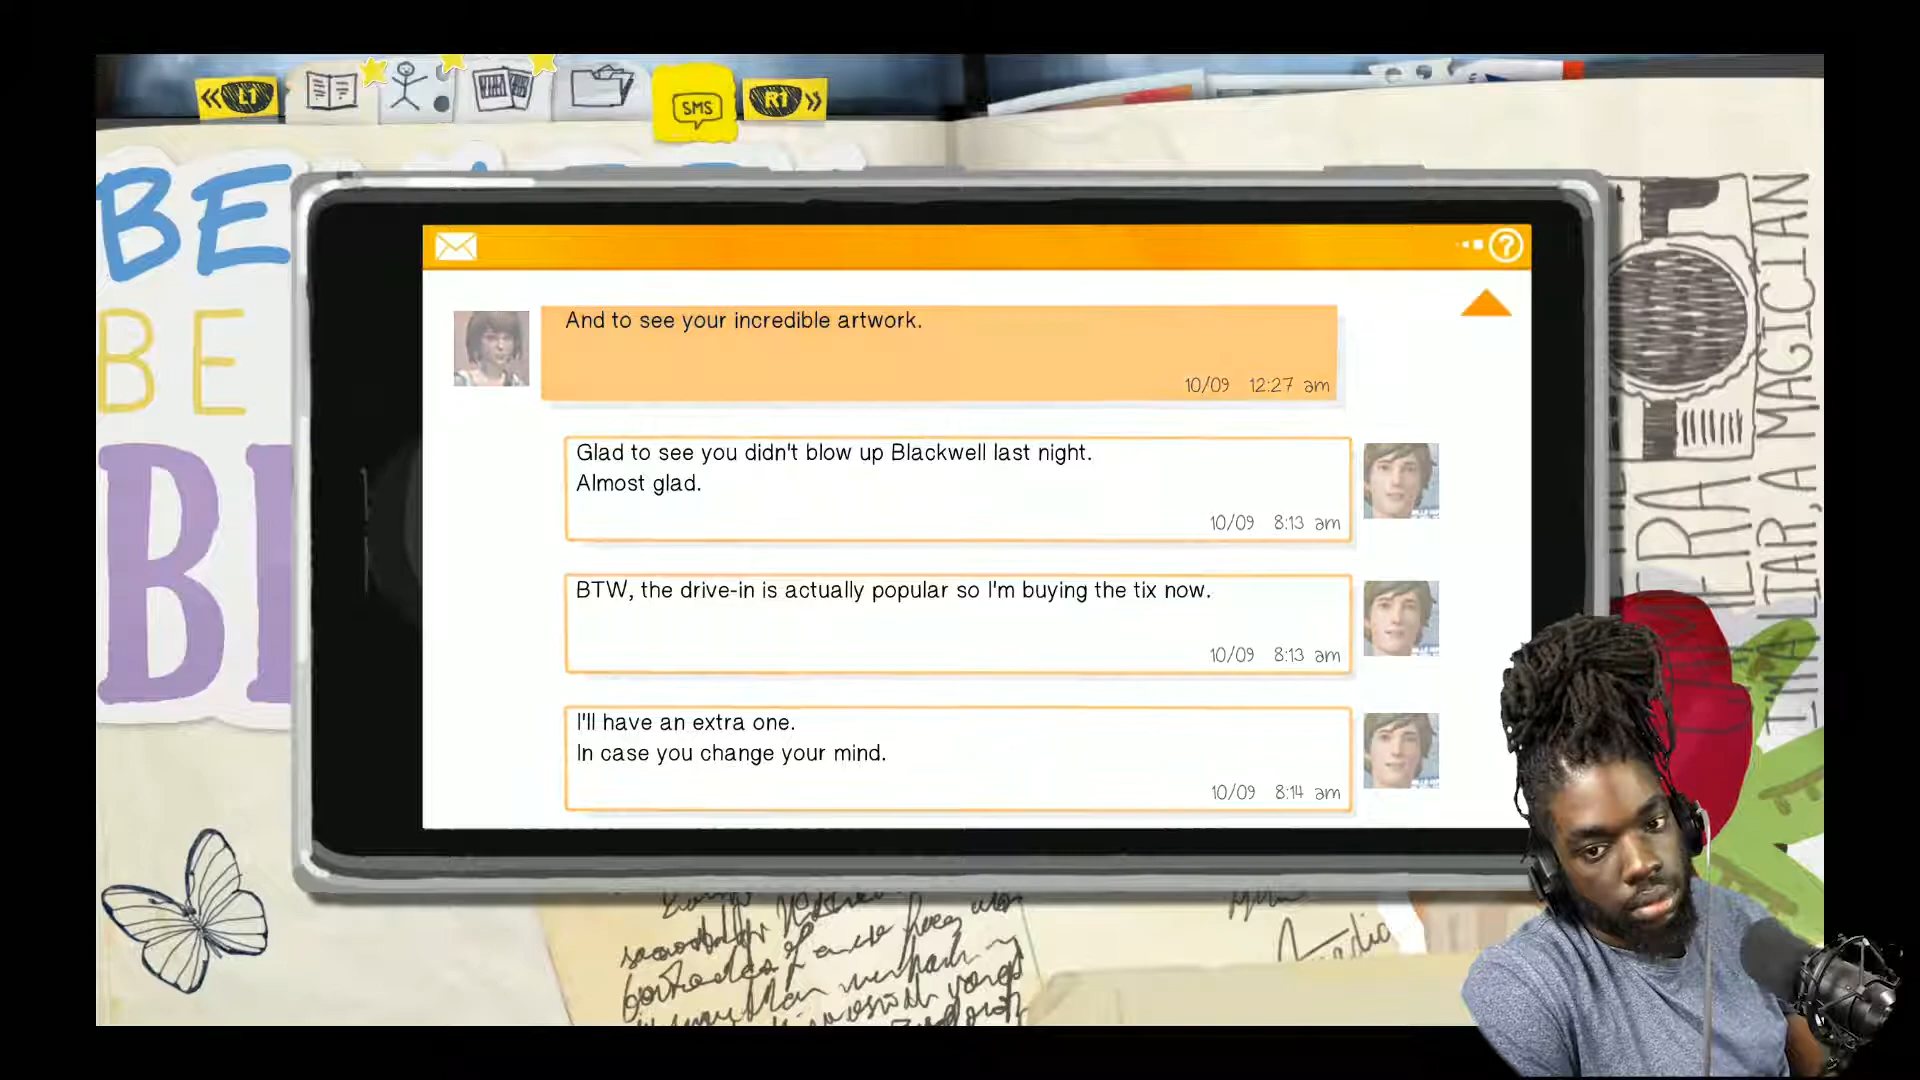 L1
SMS
R1
BE
BE
And to see your incredible artwork.
10/09 12:27 am
Glad to see you didn't blow up Blackwell last night.
Almost glad.
10/09 8:13 am
BTW, the drive-in is actually popular so I'm buying the tix now.
10/09 8:13 am
I'll have an extra one.
In case you change your mind.
10/09 8:14 am
I'M A LIAR, A MAGICIAN